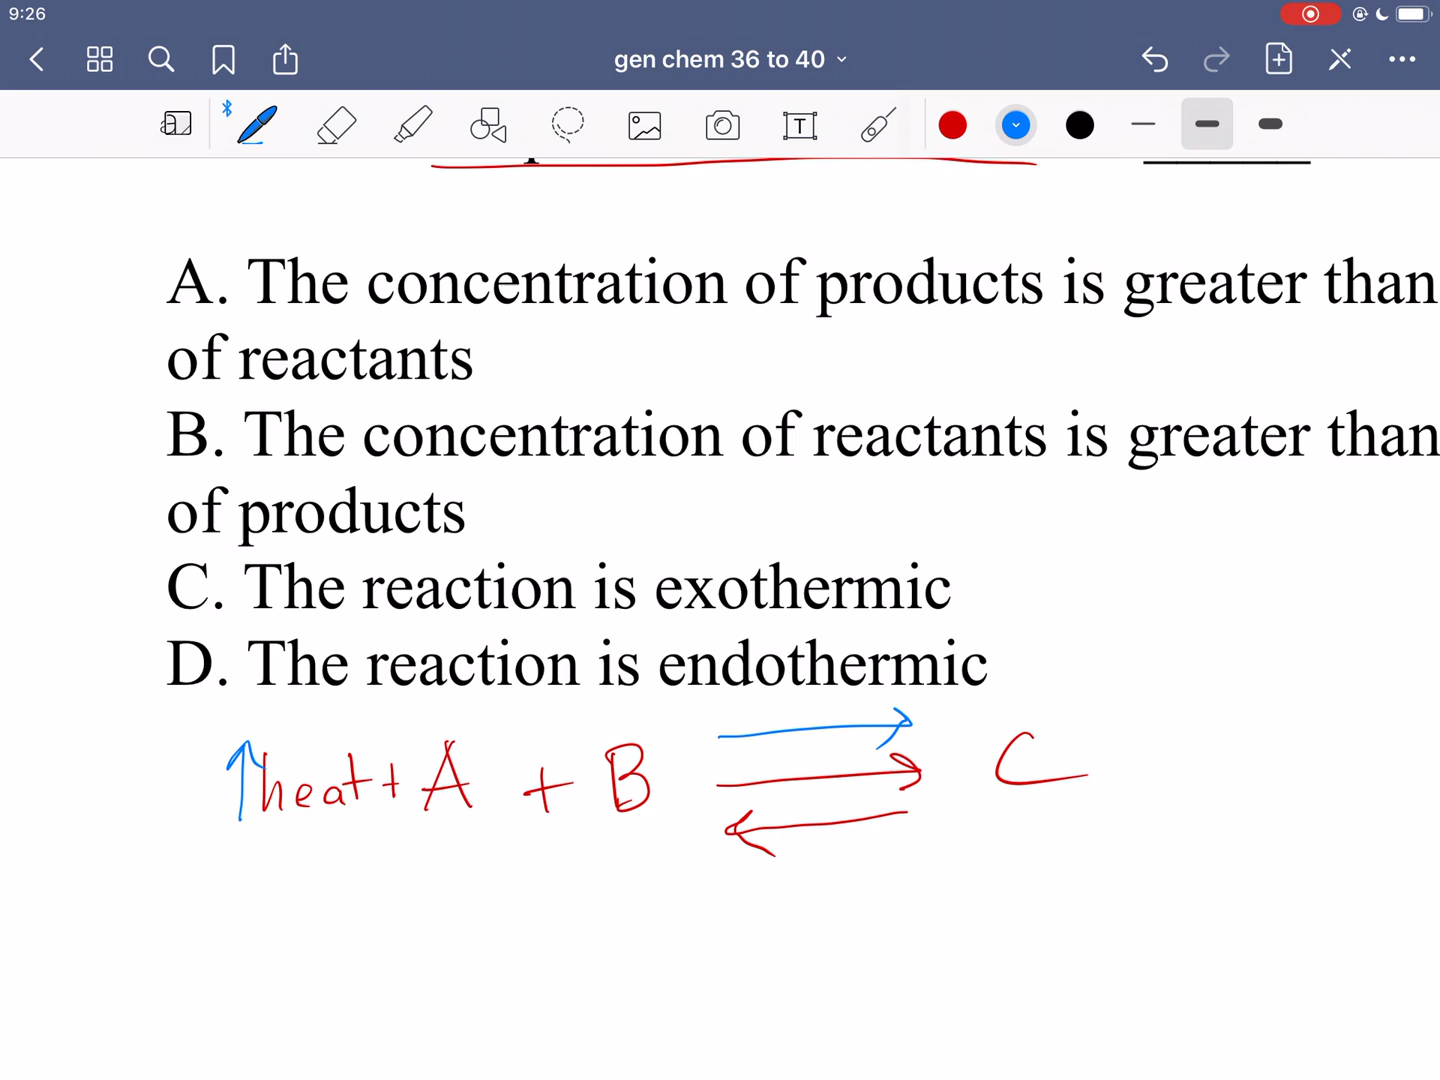 9:26
gen chem 36 to 40
T
A. The concentration of products is greater than
of reactants
B. The concentration of reactants is greater than
of products
C. The reaction is exothermic
D. The reaction is endothermic
↑heat + A + B ⇄ C